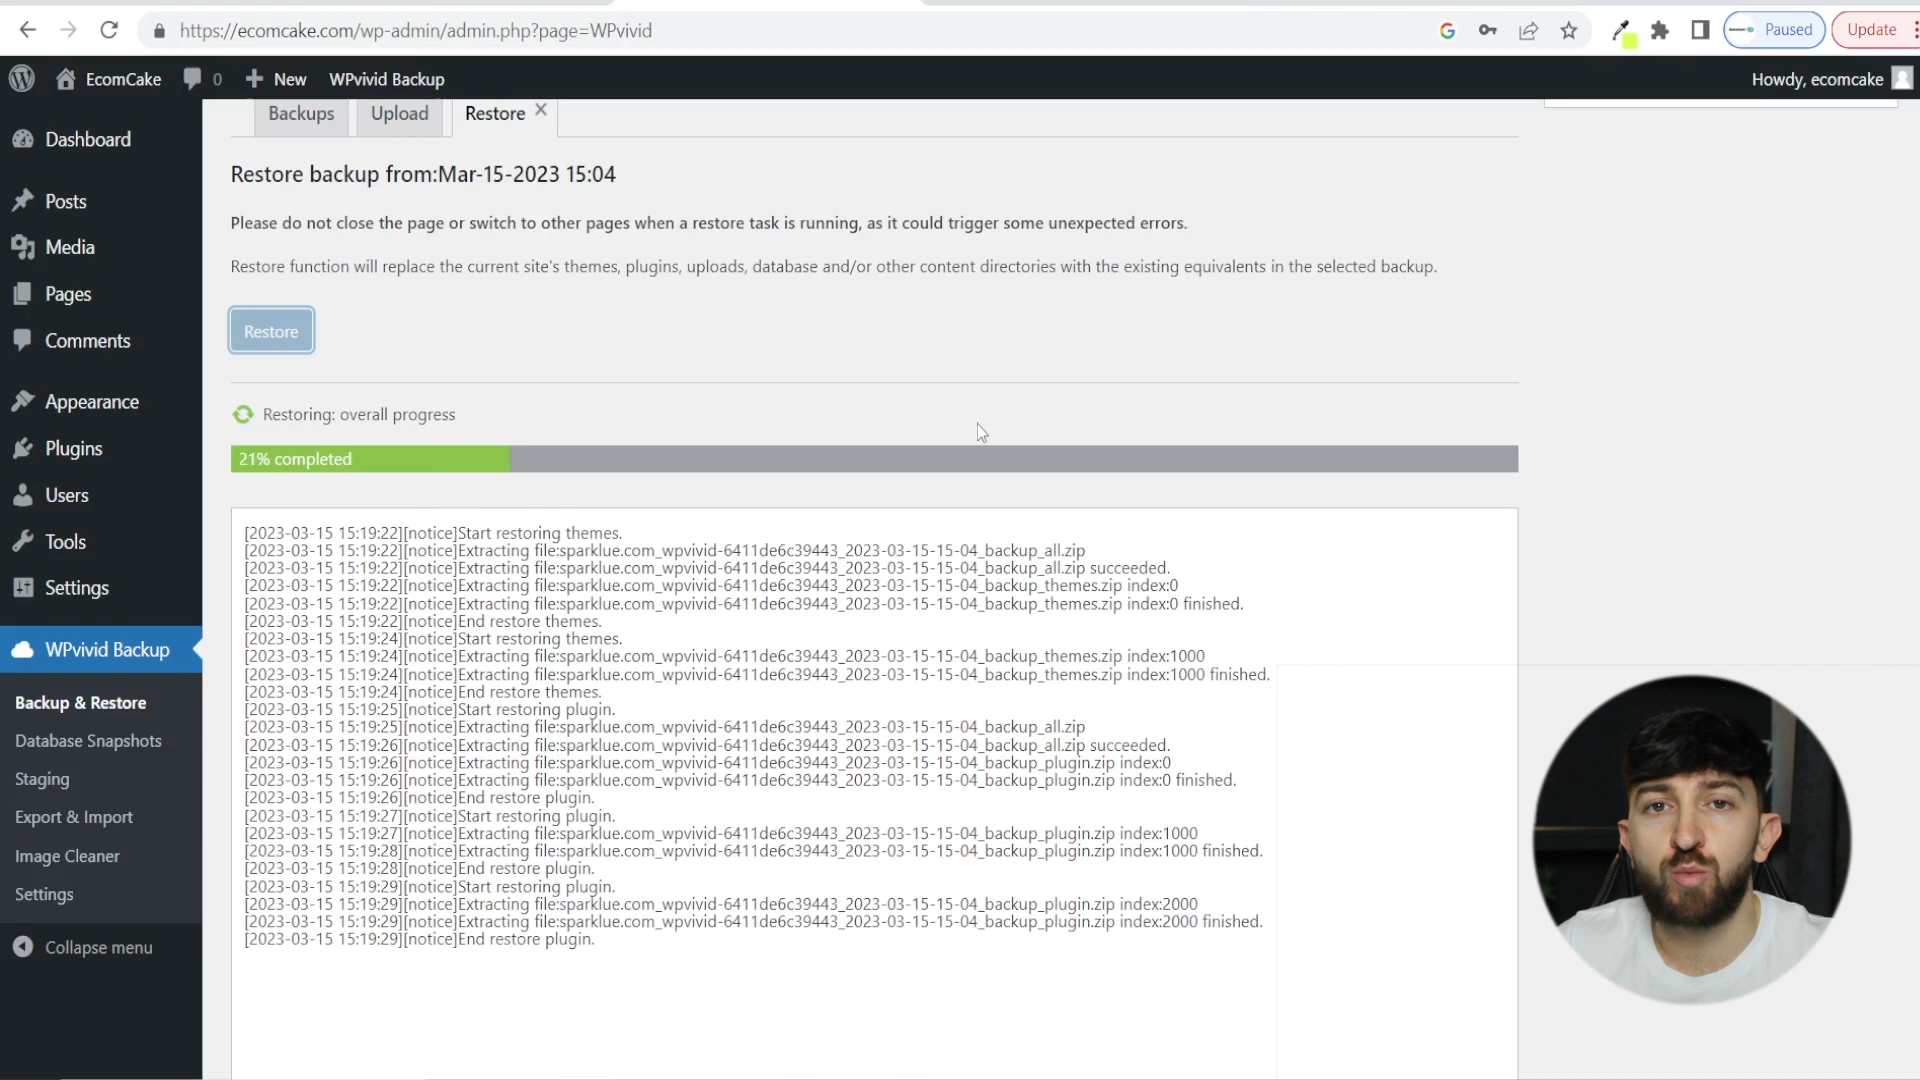 https://ecomcake.com/wp-admin/admin.php?page=WPvivid
Paused
Update
EcomCake
0
New
WPvivid Backup
Howdy, ecomcake
Dashboard
Posts
Media
Pages
Comments
Appearance
Plugins
Users
Tools
Settings
WPvivid Backup
Backup & Restore
Database Snapshots
Staging
Export & Import
Image Cleaner
Settings
Collapse menu
Backups
Upload
Restore
Restore backup from:Mar-15-2023 15:04
Please do not close the page or switch to other pages when a restore task is running, as it could trigger some unexpected errors.
Restore function will replace the current site's themes, plugins, uploads, database and/or other content directories with the existing equivalents in the selected backup.
Restore
Restoring: overall progress
21% completed
[2023-03-15 15:19:22][notice]Start restoring themes.
[2023-03-15 15:19:22][notice]Extracting file:sparklue.com_wpvivid-6411de6c39443_2023-03-15-15-04_backup_all.zip
[2023-03-15 15:19:22][notice]Extracting file:sparklue.com_wpvivid-6411de6c39443_2023-03-15-15-04_backup_all.zip succeeded.
[2023-03-15 15:19:22][notice]Extracting file:sparklue.com_wpvivid-6411de6c39443_2023-03-15-15-04_backup_themes.zip index:0
[2023-03-15 15:19:22][notice]Extracting file:sparklue.com_wpvivid-6411de6c39443_2023-03-15-15-04_backup_themes.zip index:0 finished.
[2023-03-15 15:19:22][notice]End restore themes.
[2023-03-15 15:19:24][notice]Start restoring themes.
[2023-03-15 15:19:24][notice]Extracting file:sparklue.com_wpvivid-6411de6c39443_2023-03-15-15-04_backup_themes.zip index:1000
[2023-03-15 15:19:24][notice]Extracting file:sparklue.com_wpvivid-6411de6c39443_2023-03-15-15-04_backup_themes.zip index:1000 finished.
[2023-03-15 15:19:24][notice]End restore themes.
[2023-03-15 15:19:25][notice]Start restoring plugin.
[2023-03-15 15:19:25][notice]Extracting file:sparklue.com_wpvivid-6411de6c39443_2023-03-15-15-04_backup_all.zip
[2023-03-15 15:19:26][notice]Extracting file:sparklue.com_wpvivid-6411de6c39443_2023-03-15-15-04_backup_all.zip succeeded.
[2023-03-15 15:19:26][notice]Extracting file:sparklue.com_wpvivid-6411de6c39443_2023-03-15-15-04_backup_plugin.zip index:0
[2023-03-15 15:19:26][notice]Extracting file:sparklue.com_wpvivid-6411de6c39443_2023-03-15-15-04_backup_plugin.zip index:0 finished.
[2023-03-15 15:19:26][notice]End restore plugin.
[2023-03-15 15:19:27][notice]Start restoring plugin.
[2023-03-15 15:19:27][notice]Extracting file:sparklue.com_wpvivid-6411de6c39443_2023-03-15-15-04_backup_plugin.zip index:1000
[2023-03-15 15:19:28][notice]Extracting file:sparklue.com_wpvivid-6411de6c39443_2023-03-15-15-04_backup_plugin.zip index:1000 finished.
[2023-03-15 15:19:28][notice]End restore plugin.
[2023-03-15 15:19:29][notice]Start restoring plugin.
[2023-03-15 15:19:29][notice]Extracting file:sparklue.com_wpvivid-6411de6c39443_2023-03-15-15-04_backup_plugin.zip index:2000
[2023-03-15 15:19:29][notice]Extracting file:sparklue.com_wpvivid-6411de6c39443_2023-03-15-15-04_backup_plugin.zip index:2000 finished.
[2023-03-15 15:19:29][notice]End restore plugin.